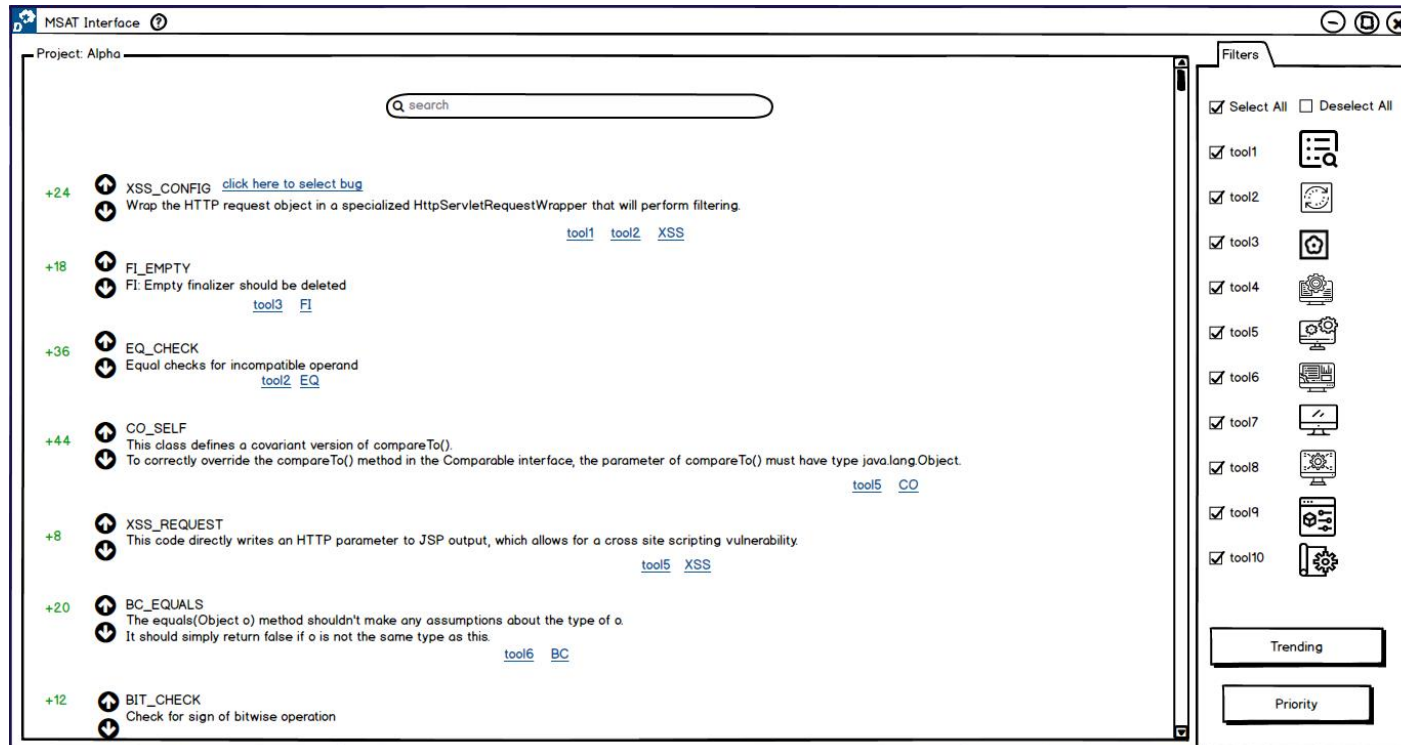 MSAT Interface ?
Project: Alpha
search
+24
XSS_CONFIG click here to select bug
Wrap the HTTP request object in a specialized HttpServletRequestWrapper that will perform filtering.
tool1 tool2 XSS
+18
FI_EMPTY
FI: Empty finalizer should be deleted
tool3 FI
+36
EQ_CHECK
Equal checks for incompatible operand
tool2 EQ
+44
CO_SELF
This class defines a covariant version of compareTo().
To correctly override the compareTo() method in the Comparable interface, the parameter of compareTo() must have type java.lang.Object.
tool5 CO
+8
XSS_REQUEST
This code directly writes an HTTP parameter to JSP output, which allows for a cross site scripting vulnerability.
tool5 XSS
+20
BC_EQUALS
The equals(Object o) method shouldn't make any assumptions about the type of o.
It should simply return false if o is not the same type as this.
tool6 BC
+12
BIT_CHECK
Check for sign of bitwise operation
Filters
Select All Deselect All
tool1
tool2
tool3
tool4
tool5
tool6
tool7
tool8
tool9
tool10
Trending
Priority